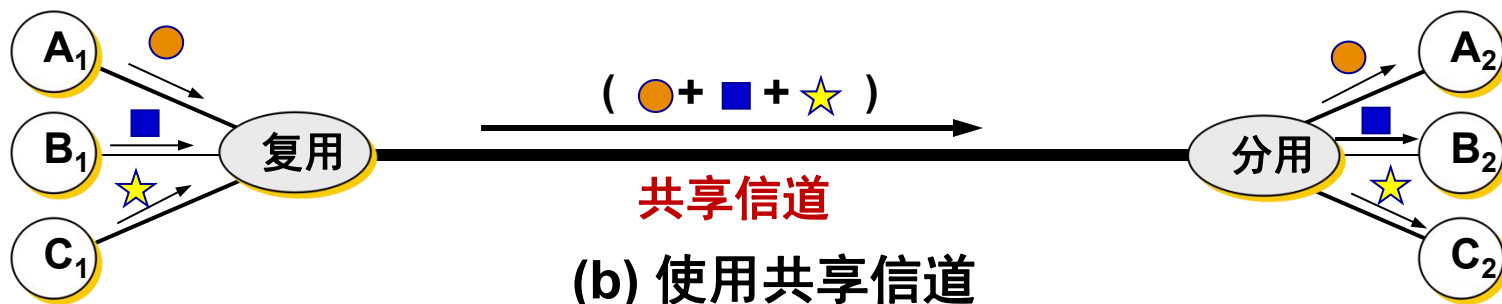 A₁
A₂
( + + )
B₁
复用
分用
B₂
共享信道
C₁
C₂
(b) 使用共享信道